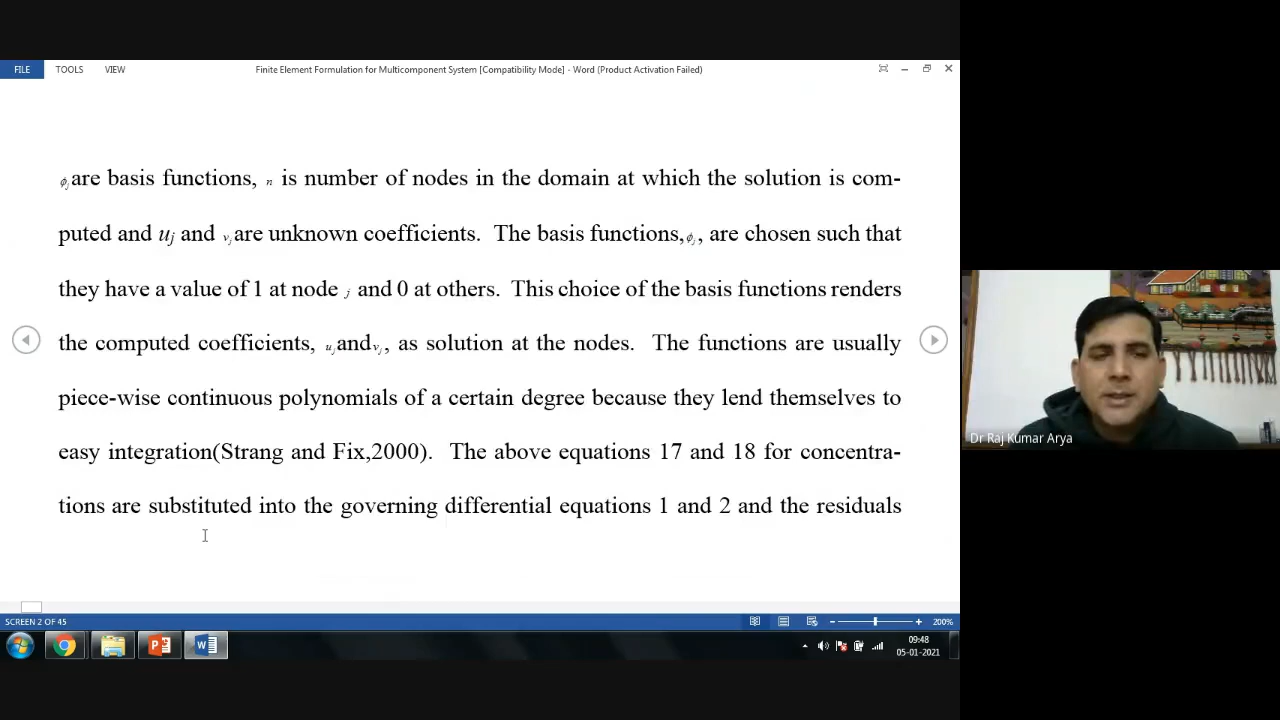 FILE TOOLS VIEW Finite Element Formulation for Multicomponent System [Compatibility Mode] - Word (Product Activation Failed)
ϕj are basis functions, n is number of nodes in the domain at which the solution is com-
puted and uj and vj are unknown coefficients. The basis functions, ϕj, are chosen such that
they have a value of 1 at node j and 0 at others. This choice of the basis functions renders
the computed coefficients, uj and vj, as solution at the nodes. The functions are usually
piece-wise continuous polynomials of a certain degree because they lend themselves to
easy integration(Strang and Fix,2000). The above equations 17 and 18 for concentra-
tions are substituted into the governing differential equations 1 and 2 and the residuals
Dr Raj Kumar Arya
SCREEN 2 OF 45 200%
09:48
05-01-2021